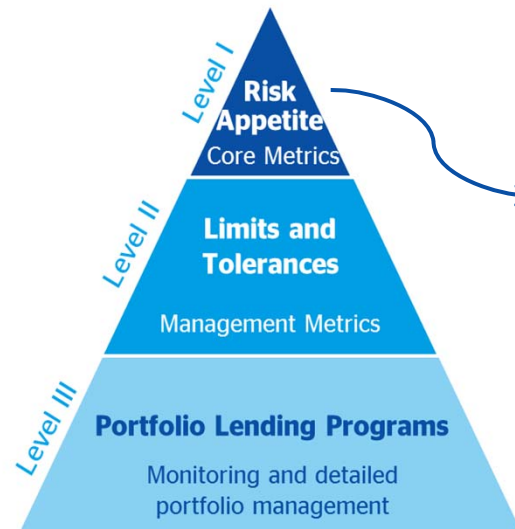 Level I
Risk
Appetite
Core Metrics
Level II
Limits and
Tolerances
Management Metrics
Level III
Portfolio Lending Programs
Monitoring and detailed
portfolio management